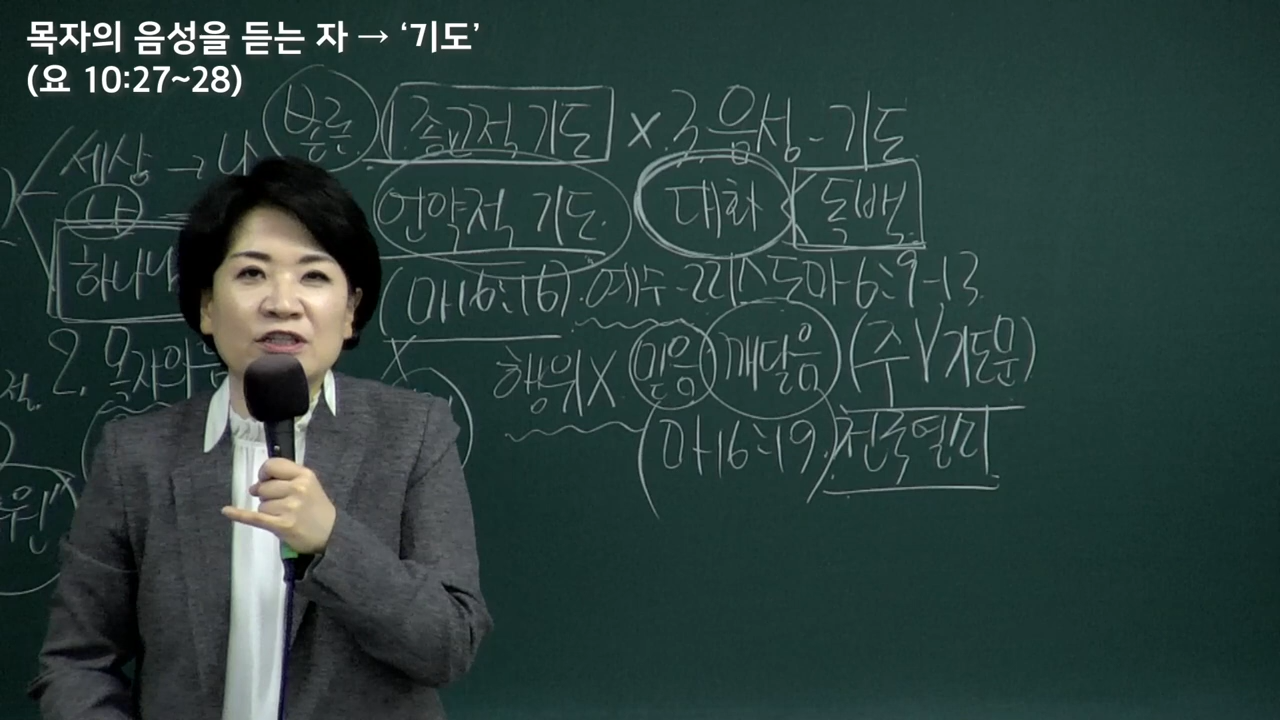 목자의 음성을 듣는 자 → ‘기도’
(요 10:27~28)
본론 1 종교적 기도 × 3. 음성-기도
세상 → 나
나 언약적 기도. 대화 독백
하나님 (마16:16). 예수-그리스도 마6:9-13
2. 목자의 × 행위X 믿음 깨달음 (주V기도문)
(마16:19) 천국열쇠